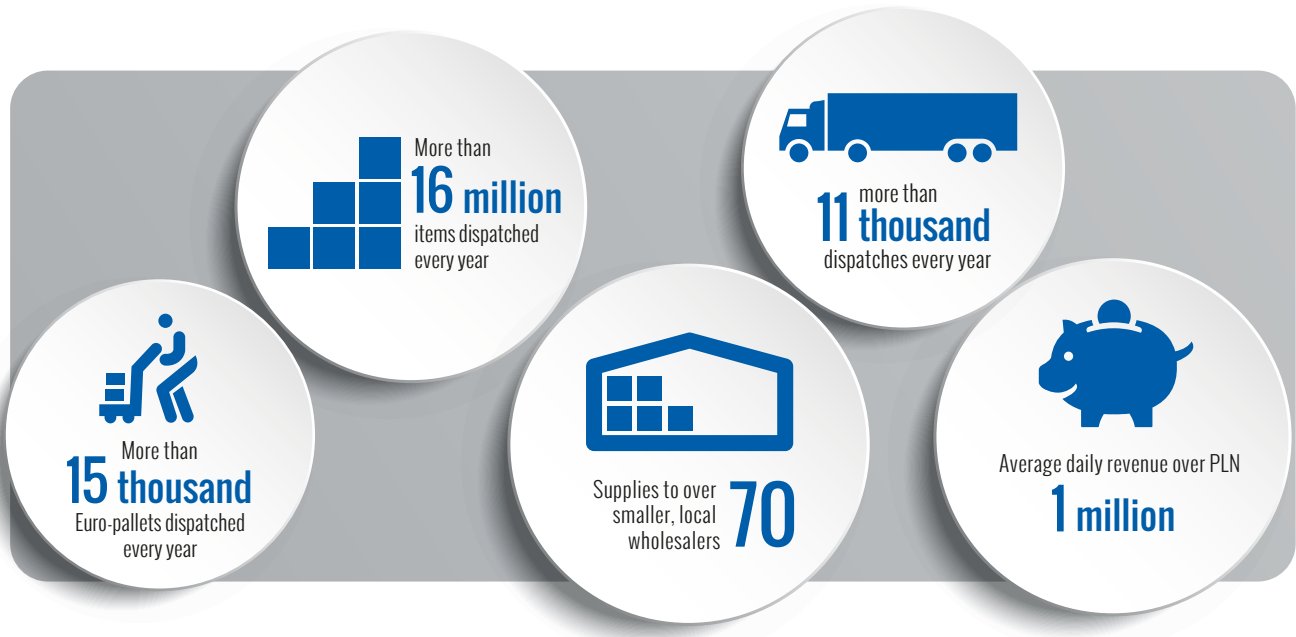 More than
16 million
items dispatched
every year
more than
11 thousand
dispatches every year
More than
15 thousand
Euro-pallets dispatched
every year
Supplies to over
smaller, local
wholesalers
70
Average daily revenue over PLN
1 million